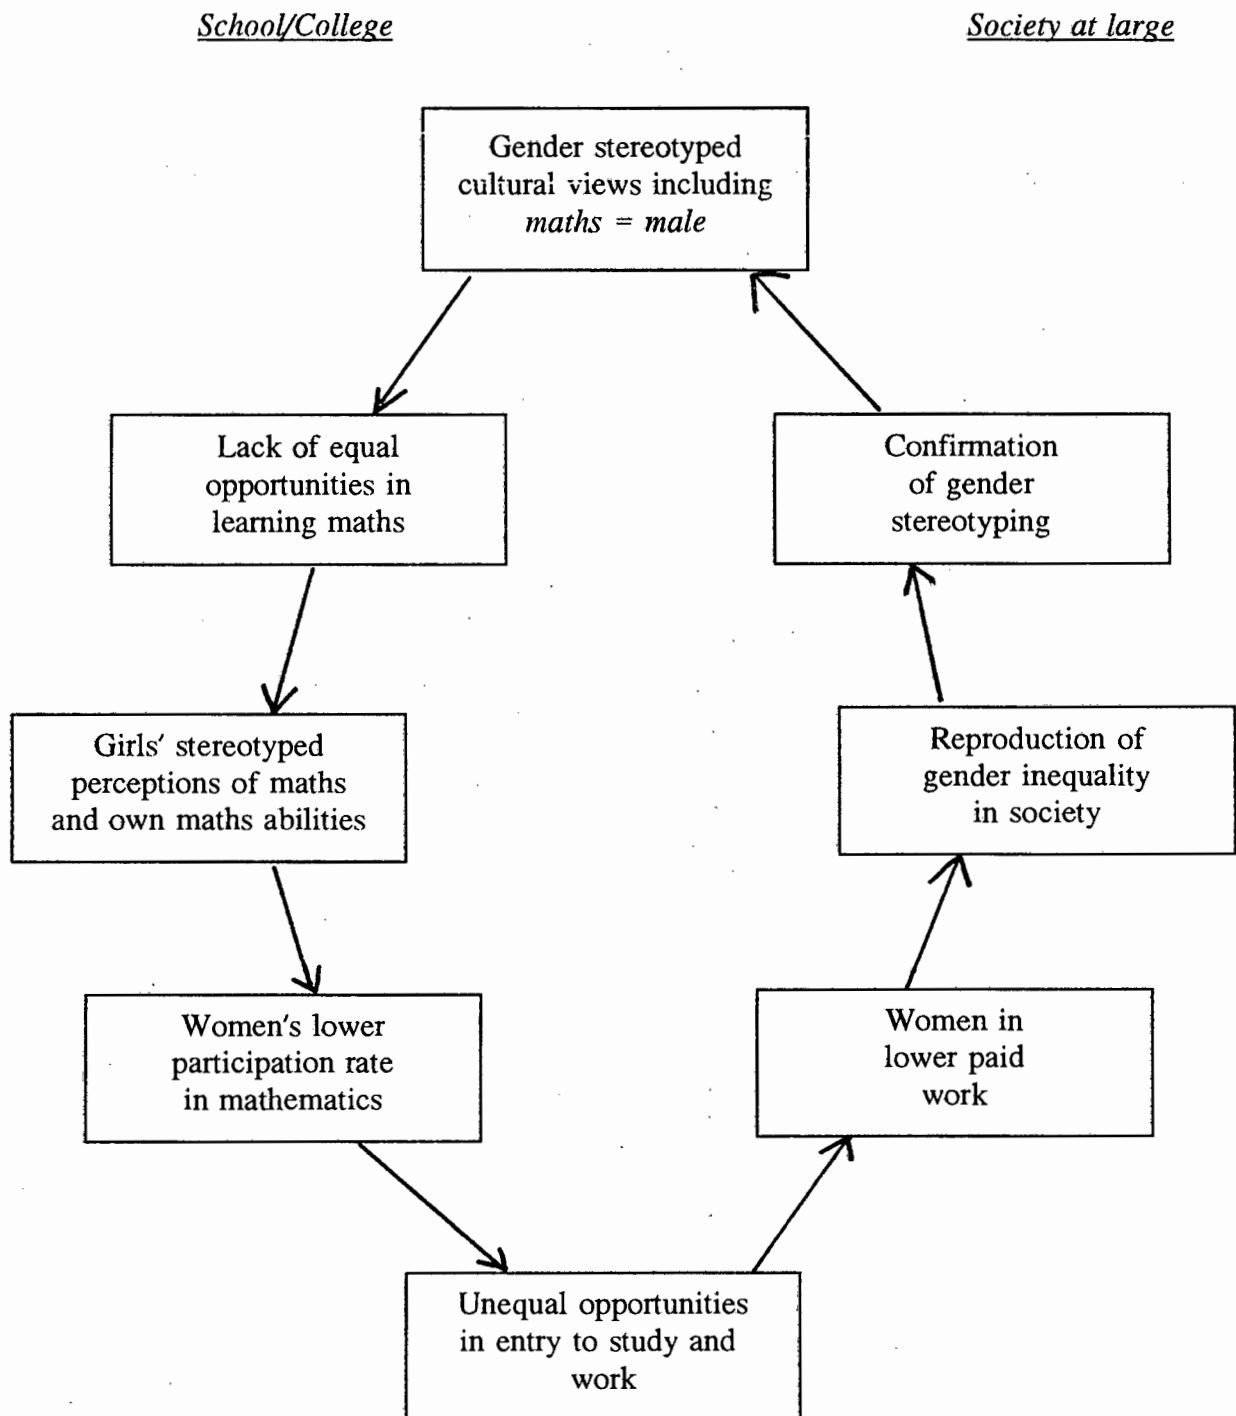 School/College
Society at large
Gender stereotyped
cultural views including
maths = male
Lack of equal
opportunities in
learning maths
Confirmation
of gender
stereotyping
Girls' stereotyped
perceptions of maths
and own maths abilities
Reproduction of
gender inequality
in society
Women's lower
participation rate
in mathematics
Women in
lower paid
work
Unequal opportunities
in entry to study and
work